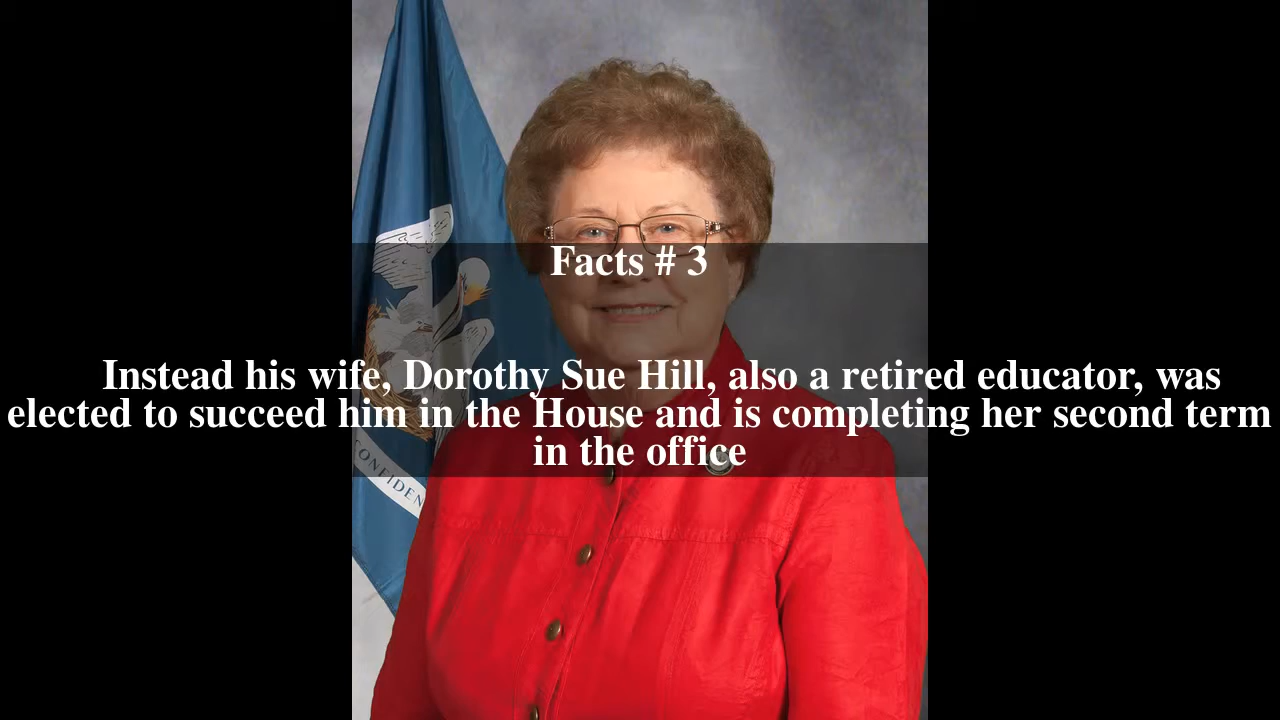 Facts # 3
Instead his wife, Dorothy Sue Hill, also a retired educator, was
elected to succeed him in the House and is completing her second term
in the office
CONFIDEN